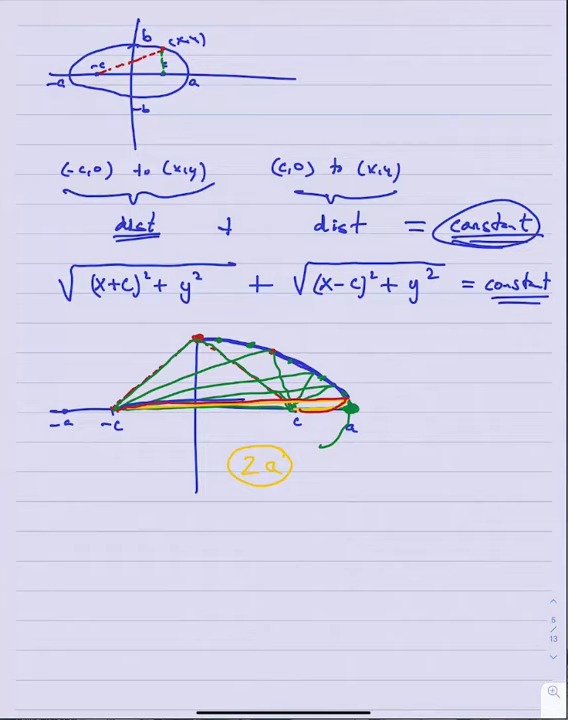 b
(x,y)
-a -c a
-b
(-c,0) to (x,y) (c,0) to (x,y)
dist + dist = constant
√(x+c)² + y² + √(x-c)² + y² = constant
-a -c c a
2a
5
/
13